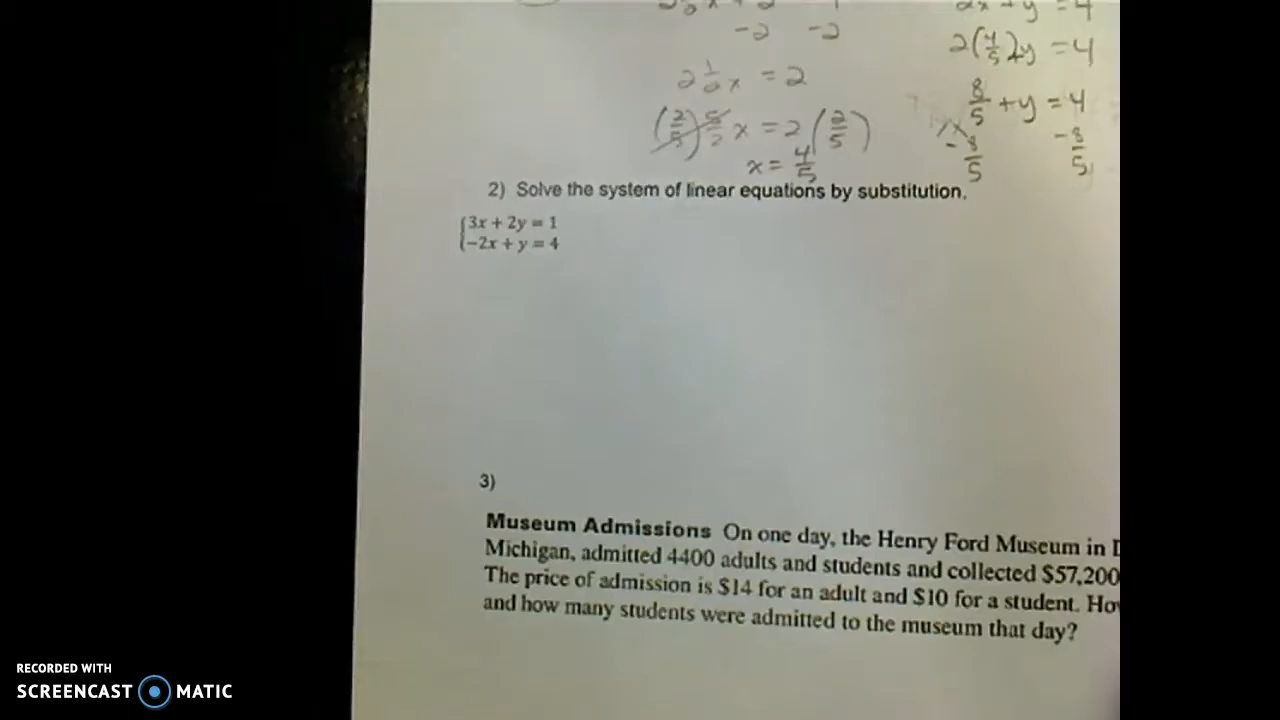 2x + y = 4
-2 -2
2(4/5)+y = 4
2 1/2 x = 2
8/5 + y = 4
(2/5) 5/2 x = 2 (2/5)
-8/5 -8/5
x = 4/5
2) Solve the system of linear equations by substitution.
{3x + 2y = 1
-2x + y = 4
3)
Museum Admissions On one day, the Henry Ford Museum in
Michigan, admitted 4400 adults and students and collected $57,200
The price of admission is $14 for an adult and $10 for a student.
and how many students were admitted to the museum that day?
RECORDED WITH
SCREENCAST MATIC